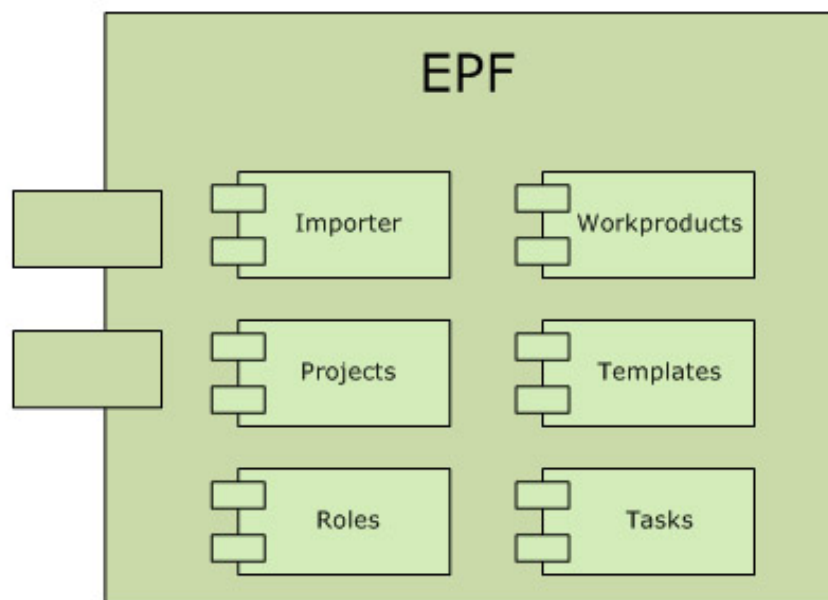 EPF
Importer
Workproducts
Projects
Templates
Roles
Tasks